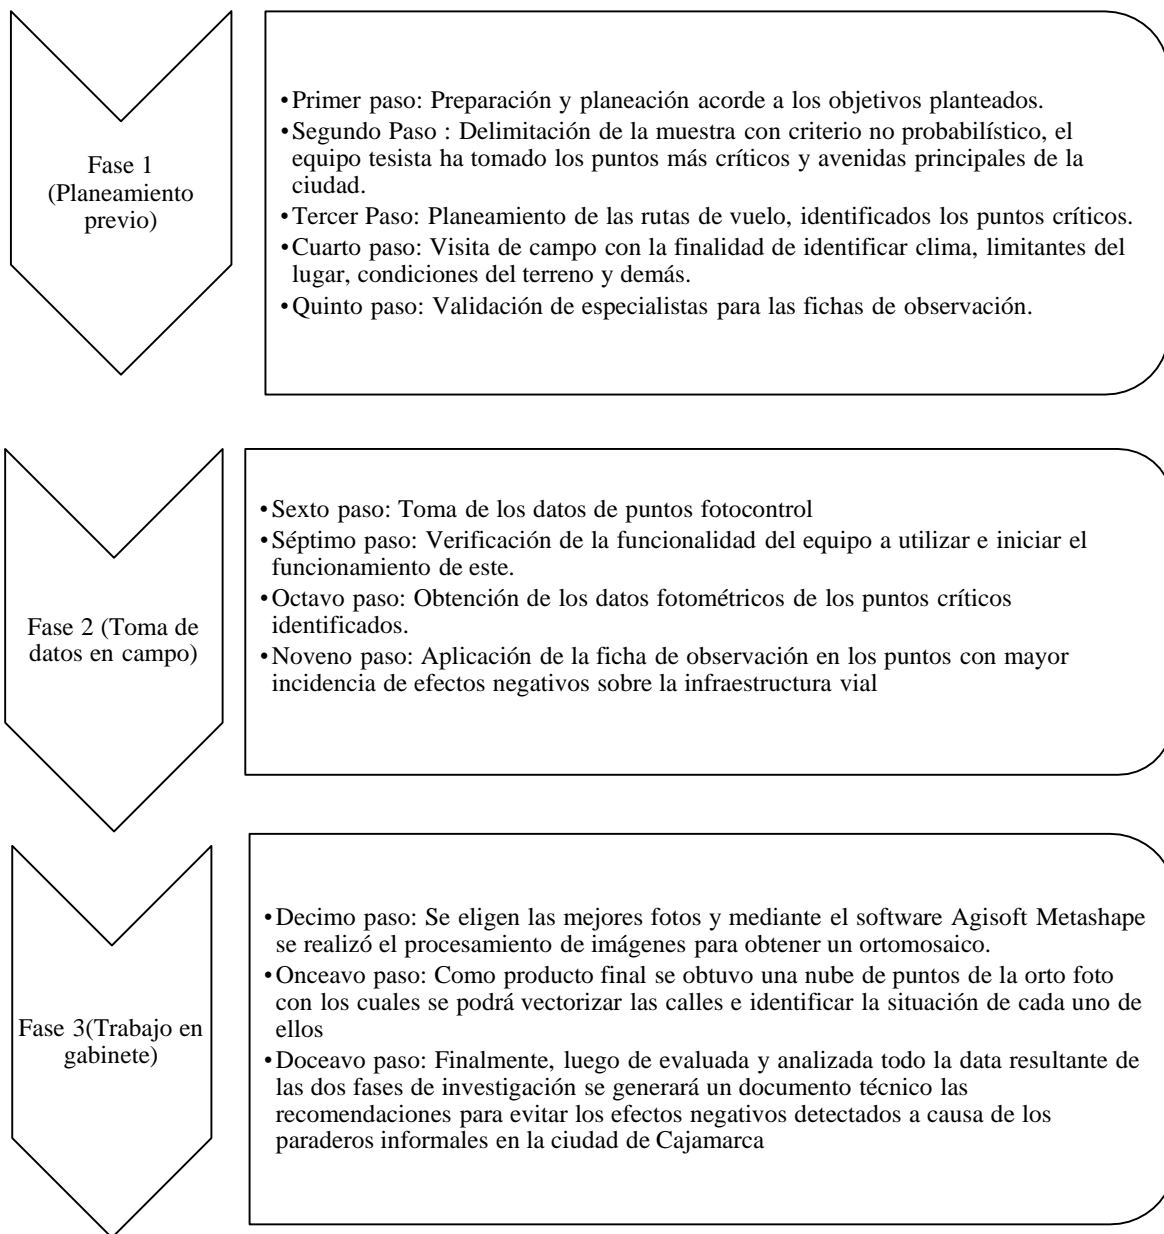 Fase 1
(Planeamiento
previo)
•Primer paso: Preparación y planeación acorde a los objetivos planteados.
•Segundo Paso : Delimitación de la muestra con criterio no probabilístico, el
equipo tesista ha tomado los puntos más críticos y avenidas principales de la
ciudad.
•Tercer Paso: Planeamiento de las rutas de vuelo, identificados los puntos críticos.
•Cuarto paso: Visita de campo con la finalidad de identificar clima, limitantes del
lugar, condiciones del terreno y demás.
•Quinto paso: Validación de especialistas para las fichas de observación.
Fase 2 (Toma de
datos en campo)
•Sexto paso: Toma de los datos de puntos fotocontrol
•Séptimo paso: Verificación de la funcionalidad del equipo a utilizar e iniciar el
funcionamiento de este.
•Octavo paso: Obtención de los datos fotométricos de los puntos críticos
identificados.
•Noveno paso: Aplicación de la ficha de observación en los puntos con mayor
incidencia de efectos negativos sobre la infraestructura vial
Fase 3(Trabajo en
gabinete)
•Decimo paso: Se eligen las mejores fotos y mediante el software Agisoft Metashape
se realizó el procesamiento de imágenes para obtener un ortomosaico.
•Onceavo paso: Como producto final se obtuvo una nube de puntos de la orto foto
con los cuales se podrá vectorizar las calles e identificar la situación de cada uno de
ellos
•Doceavo paso: Finalmente, luego de evaluada y analizada todo la data resultante de
las dos fases de investigación se generará un documento técnico las
recomendaciones para evitar los efectos negativos detectados a causa de los
paraderos informales en la ciudad de Cajamarca